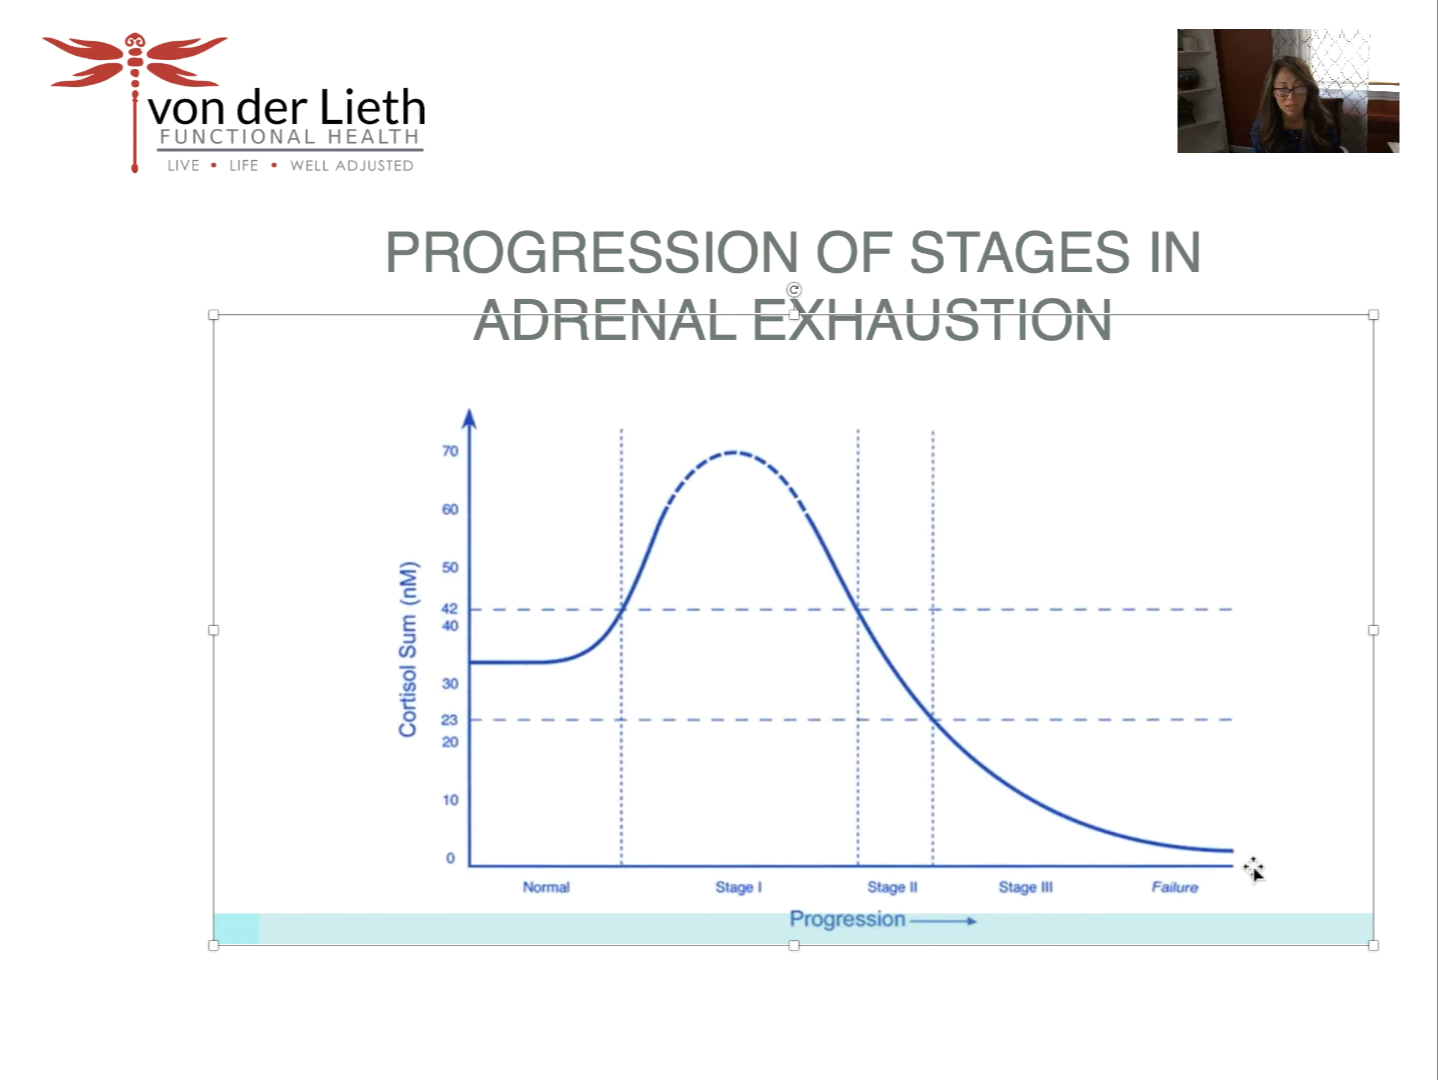 von der Lieth
FUNCTIONAL HEALTH
LIVE • LIFE • WELL ADJUSTED
PROGRESSION OF STAGES IN
ADRENAL EXHAUSTION
70
60
50
42
40
30
23
20
10
0
Cortisol Sum (nM)
Normal
Stage I
Stage II
Stage III
Failure
Progression